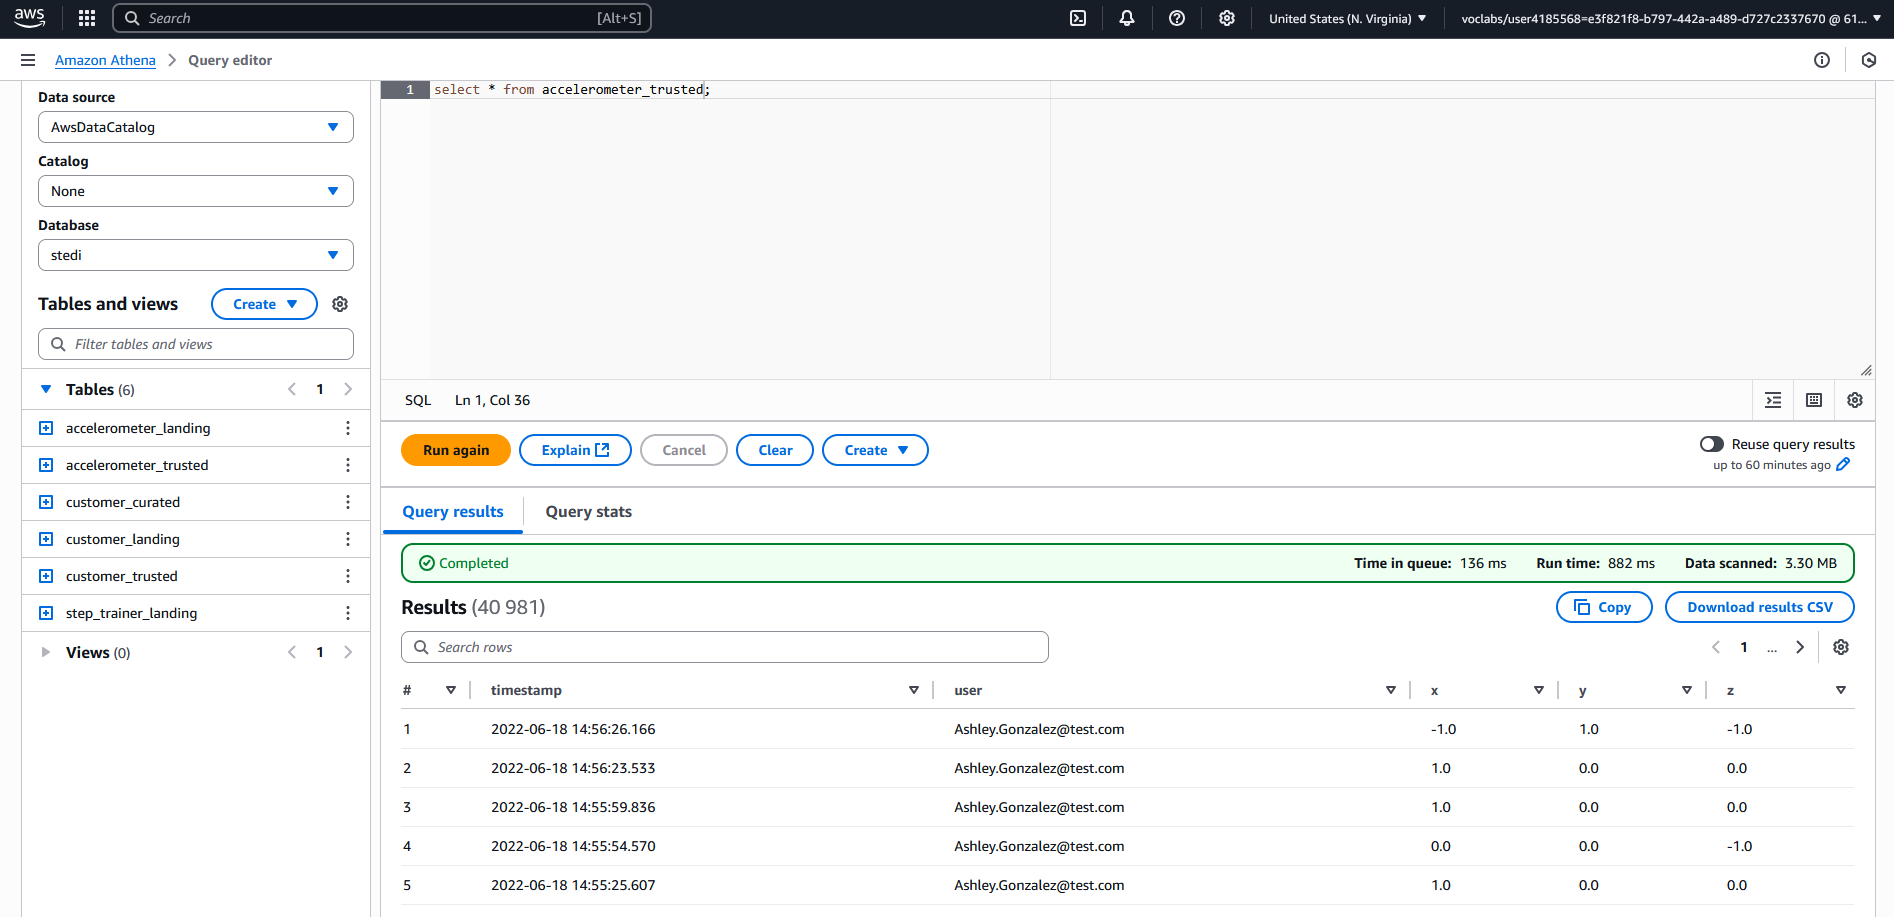 aws
Search
[Alt+S]
United States (N. Virginia)
voclabs/user4185568=e3f821f8-b797-442a-a489-d727c2337670 @ 61...
Amazon Athena
Query editor
Data source
AwsDataCatalog
Catalog
None
Database
stedi
Tables and views
Create
Filter tables and views
Tables (6)
1
accelerometer_landing
accelerometer_trusted
customer_curated
customer_landing
customer_trusted
step_trainer_landing
Views (0)
1
1 select * from accelerometer_trusted;
SQL
Ln 1, Col 36
Run again
Explain
Cancel
Clear
Create
Reuse query results
up to 60 minutes ago
Query results
Query stats
Completed
Time in queue: 136 ms
Run time: 882 ms
Data scanned: 3.30 MB
Results (40 981)
Copy
Download results CSV
Search rows
1 ...
# timestamp user x y z
1 2022-06-18 14:56:26.166 Ashley.Gonzalez@test.com -1.0 1.0 -1.0
2 2022-06-18 14:56:23.533 Ashley.Gonzalez@test.com 1.0 0.0 0.0
3 2022-06-18 14:55:59.836 Ashley.Gonzalez@test.com 1.0 0.0 0.0
4 2022-06-18 14:55:54.570 Ashley.Gonzalez@test.com 0.0 0.0 -1.0
5 2022-06-18 14:55:25.607 Ashley.Gonzalez@test.com 1.0 0.0 0.0